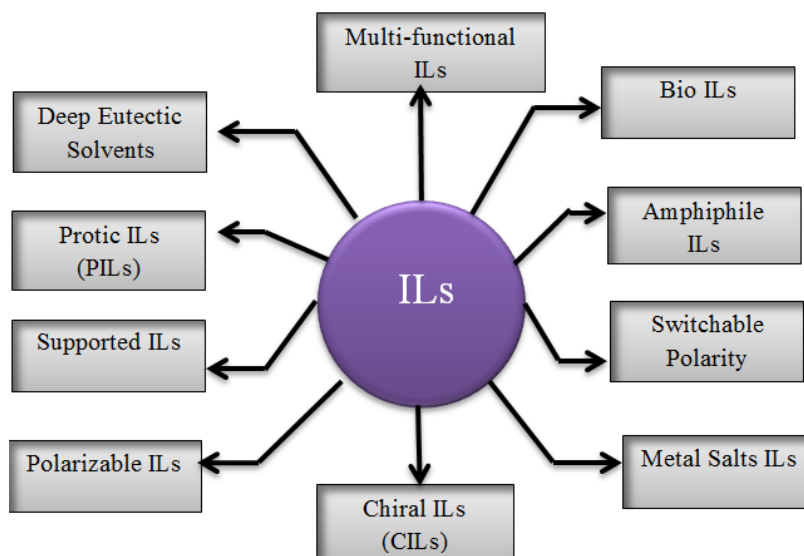 Multi-functional
ILs
Deep Eutectic
Solvents
Bio ILs
Protic ILs
(PILs)
Amphiphile
ILs
ILs
Supported ILs
Switchable
Polarity
Polarizable ILs
Metal Salts ILs
Chiral ILs
(CILs)